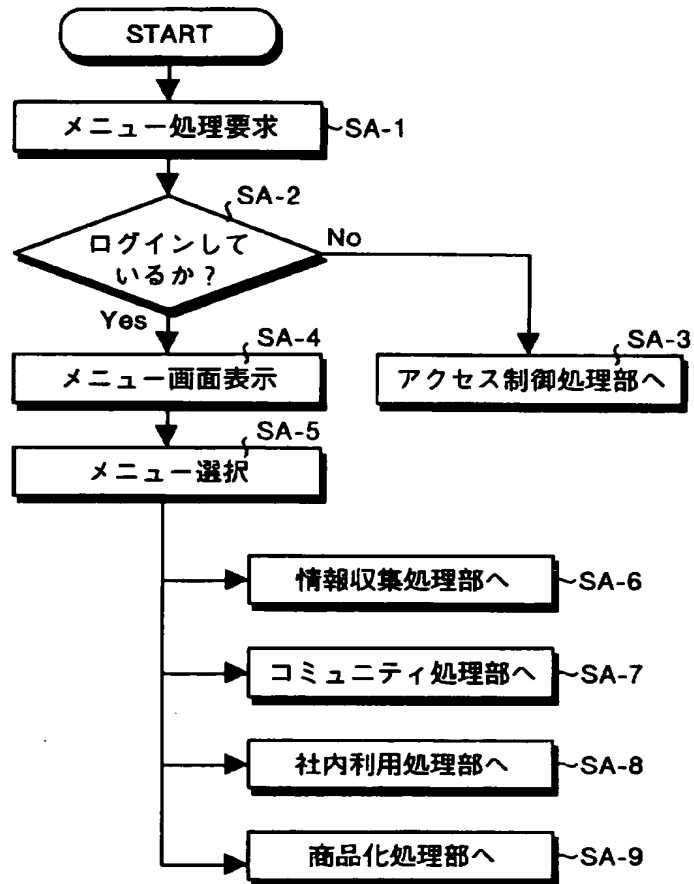 START
メニュー処理要求
SA-1
SA-2
ログインして
いるか?
No
Yes
SA-4
メニュー画面表示
SA-3
アクセス制御処理部へ
SA-5
メニュー選択
情報収集処理部へ
SA-6
コミュニティ処理部へ
SA-7
社内利用処理部へ
SA-8
商品化処理部へ
SA-9